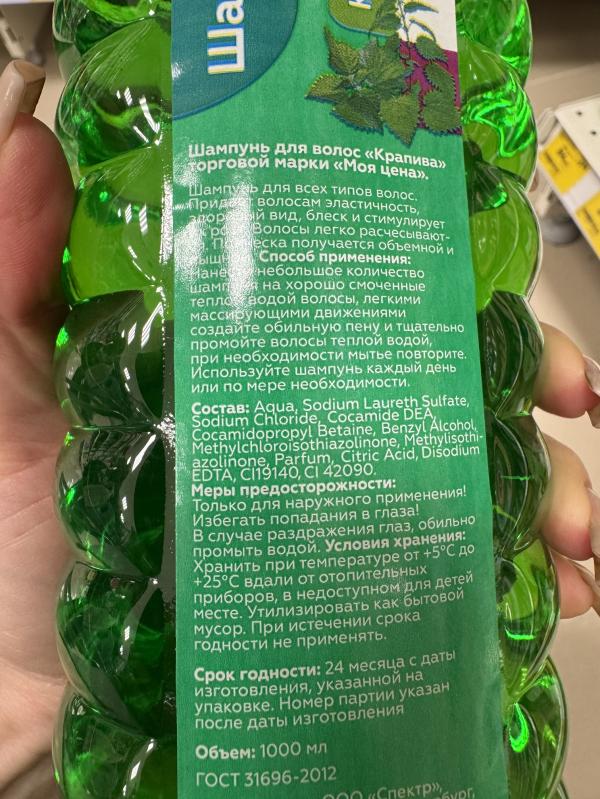 Ша
Шампунь для волос «Крапива»
торговой марки «Моя цена».
Шампунь для всех типов волос.
Придает волосам эластичность,
здоровый вид, блеск и стимулирует
Волосы легко расчесывают-
получается объемной и
Способ применения:
Нанести небольшое количество
шампуня на хорошо смоченные
теплой водой волосы, легкими
массирующими движениями
создайте обильную пену и тщательно
промойте волосы теплой водой,
при необходимости мытье повторите.
Используйте шампунь каждый день
или по мере необходимости.
Состав: Aqua, Sodium Laureth Sulfate,
Sodium Chloride, Cocamide DEA,
Cocamidopropyl Betaine, Benzyl Alcohol,
Methylchloroisothiazolinone, Methylisothi-
azolinone, Parfum, Citric Acid, Disodium
EDTA, CI19140, CI 42090.
Меры предосторожности:
Только для наружного применения!
Избегать попадания в глаза!
В случае раздражения глаз, обильно
промыть водой. Условия хранения:
Хранить при температуре от +5°С до
+25°С вдали от отопительных
приборов, в недоступном для детей
месте. Утилизировать как бытовой
мусор. При истечении срока
годности не применять.
Срок годности: 24 месяца с даты
изготовления, указанной на
упаковке. Номер партии указан
после даты изготовления
Объем: 1000 мл
ГОСТ 31696-2012
ООО «Спектр»,